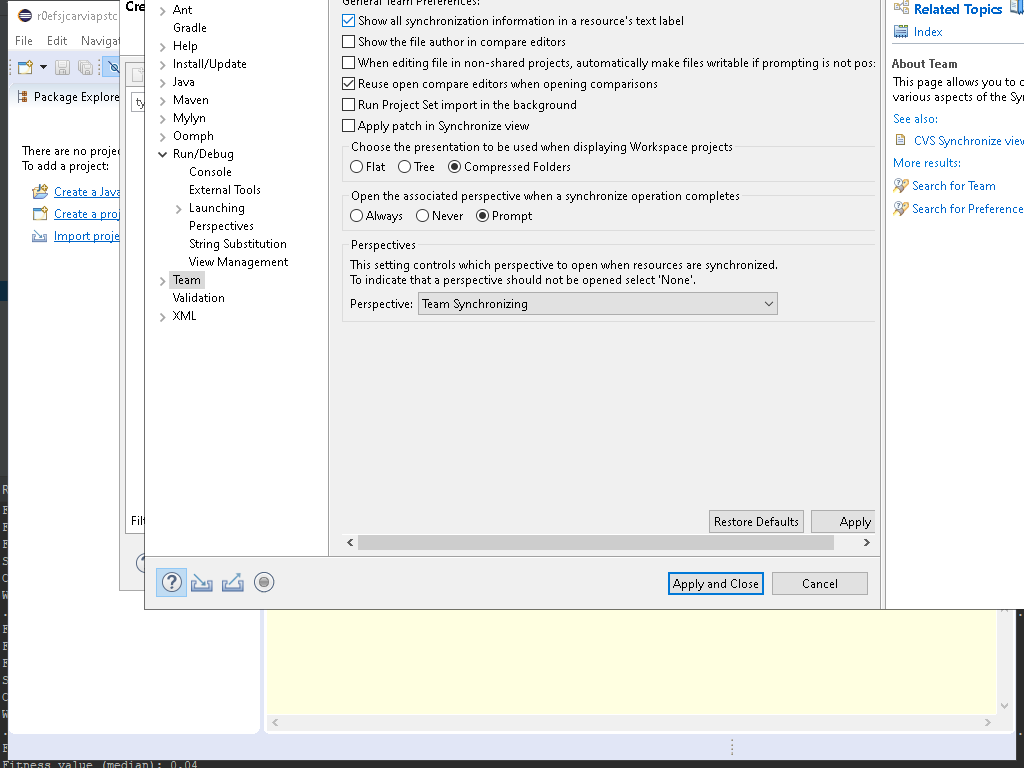 r0efsjcarviapstc
File Edit Navigat
Package Explore
There are no projec
To add a project:
Create a Java
Create a proj
Import proje
Cre
ty
Filt
Ant
Gradle
Help
Install/Update
Java
Maven
Mylyn
Oomph
Run/Debug
Console
External Tools
Launching
Perspectives
String Substitution
View Management
Team
Validation
XML
General Team Preferences:
Show all synchronization information in a resource's text label
Show the file author in compare editors
When editing file in non-shared projects, automatically make files writable if prompting is not pos:
Reuse open compare editors when opening comparisons
Run Project Set import in the background
Apply patch in Synchronize view
Choose the presentation to be used when displaying Workspace projects
Flat Tree Compressed Folders
Open the associated perspective when a synchronize operation completes
Always Never Prompt
Perspectives
This setting controls which perspective to open when resources are synchronized.
To indicate that a perspective should not be opened select 'None'.
Perspective: Team Synchronizing
Restore Defaults Apply
Apply and Close Cancel
Related Topics
Index
About Team
This page allows you to c
various aspects of the Syn
See also:
CVS Synchronize view
More results:
Search for Team
Search for Preference
Fitness value (median): 0.04